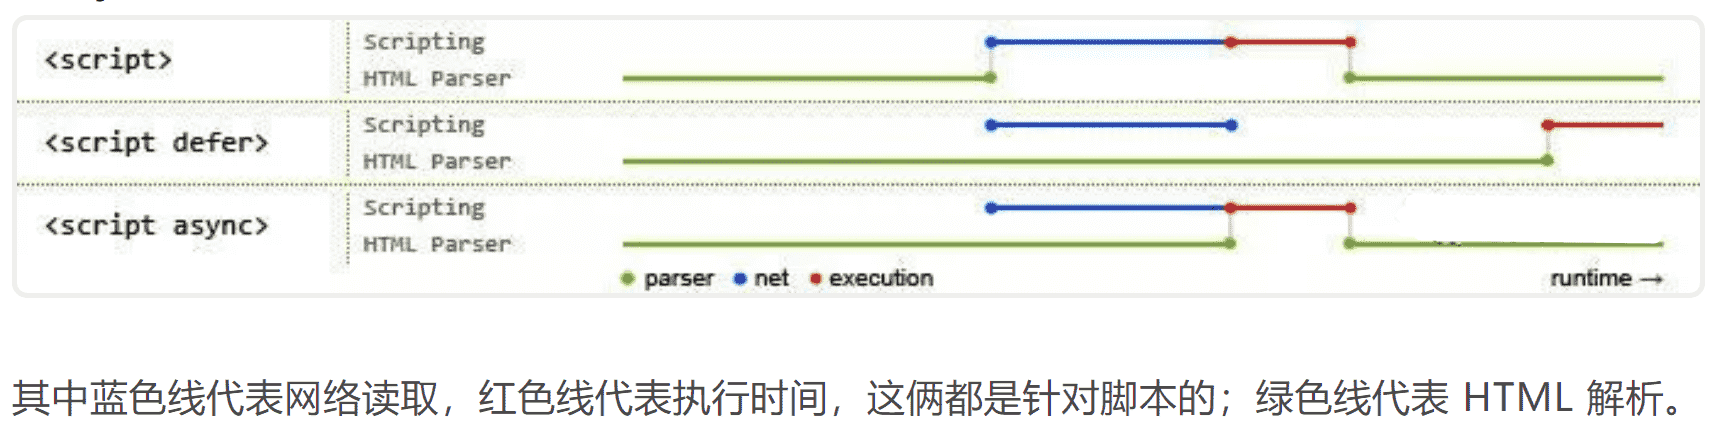 <script>
Scripting
HTML Parser
<script defer>
Scripting
HTML Parser
<script async>
Scripting
HTML Parser
parser net execution runtime →
其中蓝色线代表网络读取，红色线代表执行时间，这俩都是针对脚本的；绿色线代表 HTML 解析。